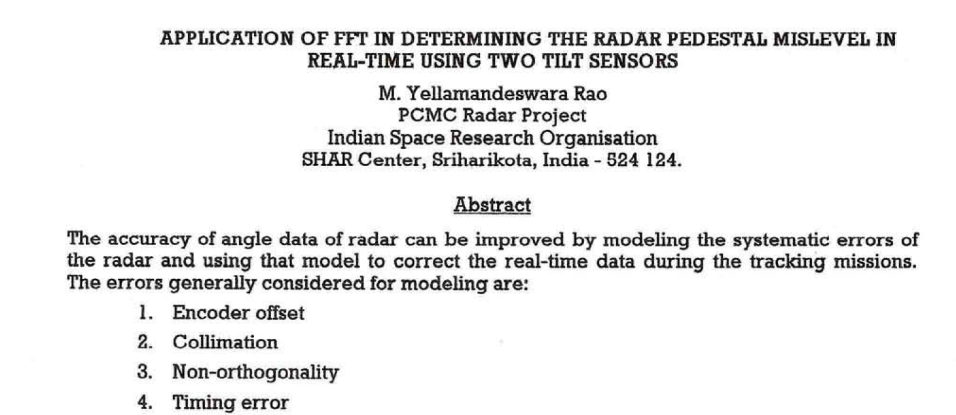 APPLICATION OF FFT IN DETERMINING THE RADAR PEDESTAL MISLEVEL IN
REAL-TIME USING TWO TILT SENSORS
M. Yellamandeswara Rao
PCMC Radar Project
Indian Space Research Organisation
SHAR Center, Sriharikota, India - 524 124.
Abstract
The accuracy of angle data of radar can be improved by modeling the systematic errors of
the radar and using that model to correct the real-time data during the tracking missions.
The errors generally considered for modeling are:
1. Encoder offset
2. Collimation
3. Non-orthogonality
4. Timing error